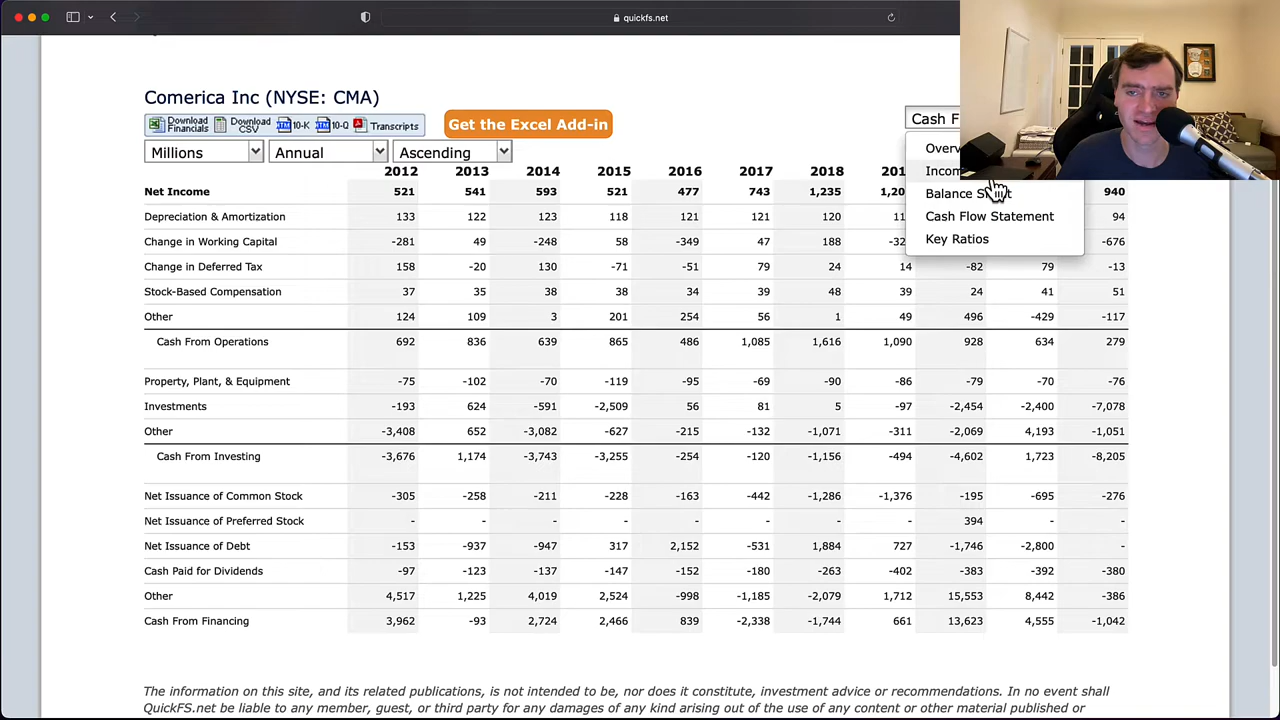 quickfs.net
Comerica Inc (NYSE: CMA)
Download Financials Download CSV 10-K 10-Q Transcripts
Get the Excel Add-in
Cash F
Millions Annual Ascending
Overv
Incom
Balance S
Cash Flow Statement
Key Ratios
2012 2013 2014 2015 2016 2017 2018 201
Net Income 521 541 593 521 477 743 1,235 1,20 940
Depreciation & Amortization 133 122 123 118 121 121 120 11 94
Change in Working Capital -281 49 -248 58 -349 47 188 -32 -676
Change in Deferred Tax 158 -20 130 -71 -51 79 24 14 -82 79 -13
Stock-Based Compensation 37 35 38 38 34 39 48 39 24 41 51
Other 124 109 3 201 254 56 1 49 496 -429 -117
Cash From Operations 692 836 639 865 486 1,085 1,616 1,090 928 634 279
Property, Plant, & Equipment -75 -102 -70 -119 -95 -69 -90 -86 -79 -70 -76
Investments -193 624 -591 -2,509 56 81 5 -97 -2,454 -2,400 -7,078
Other -3,408 652 -3,082 -627 -215 -132 -1,071 -311 -2,069 4,193 -1,051
Cash From Investing -3,676 1,174 -3,743 -3,255 -254 -120 -1,156 -494 -4,602 1,723 -8,205
Net Issuance of Common Stock -305 -258 -211 -228 -163 -442 -1,286 -1,376 -195 -695 -276
Net Issuance of Preferred Stock - - - - - - - - 394 - -
Net Issuance of Debt -153 -937 -947 317 2,152 -531 1,884 727 -1,746 -2,800 -
Cash Paid for Dividends -97 -123 -137 -147 -152 -180 -263 -402 -383 -392 -380
Other 4,517 1,225 4,019 2,524 -998 -1,185 -2,079 1,712 15,553 8,442 -386
Cash From Financing 3,962 -93 2,724 2,466 839 -2,338 -1,744 661 13,623 4,555 -1,042
The information on this site, and its related publications, is not intended to be, nor does it constitute, investment advice or recommendations. In no event shall
QuickFS.net be liable to any member, guest, or third party for any damages of any kind arising out of the use of any content or other material published or